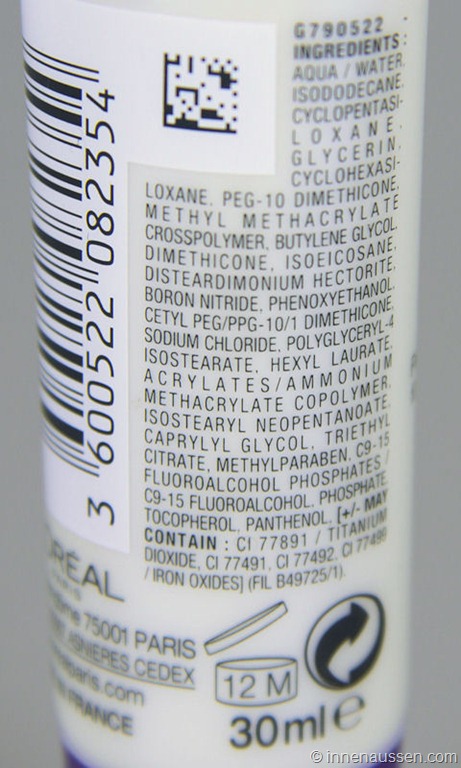 G790522
INGREDIENTS :
AQUA / WATER,
ISODODECANE,
CYCLOPENTASI-
LOXANE,
GLYCERIN,
CYCLOHEXASI-
LOXANE, PEG-10 DIMETHICONE,
METHYL METHACRYLATE
CROSSPOLYMER, BUTYLENE GLYCOL,
DIMETHICONE, ISOEICOSANE,
DISTEARDIMONIUM HECTORITE,
BORON NITRIDE, PHENOXYETHANOL,
CETYL PEG/PPG-10/1 DIMETHICONE,
SODIUM CHLORIDE, POLYGLYCERYL-4
ISOSTEARATE, HEXYL LAURATE,
ACRYLATES/AMMONIUM
METHACRYLATE COPOLYMER,
ISOSTEARYL NEOPENTANOATE,
CAPRYLYL GLYCOL, TRIETHYL
CITRATE, METHYLPARABEN, C9-15
FLUOROALCOHOL PHOSPHATES /
C9-15 FLUOROALCOHOL, PHOSPHATE,
TOCOPHEROL, PANTHENOL, [+/- MAY
CONTAIN : CI 77891 / TITANIUM
DIOXIDE, CI 77491, CI 77492, CI 77499
/ IRON OXIDES] (FIL B49725/1).
3 600522 082354
ORÉAL
PARIS
75001 PARIS
ASNIERES CEDEX
paris.com
FRANCE
12 M
30ml e
© innenaussen.com